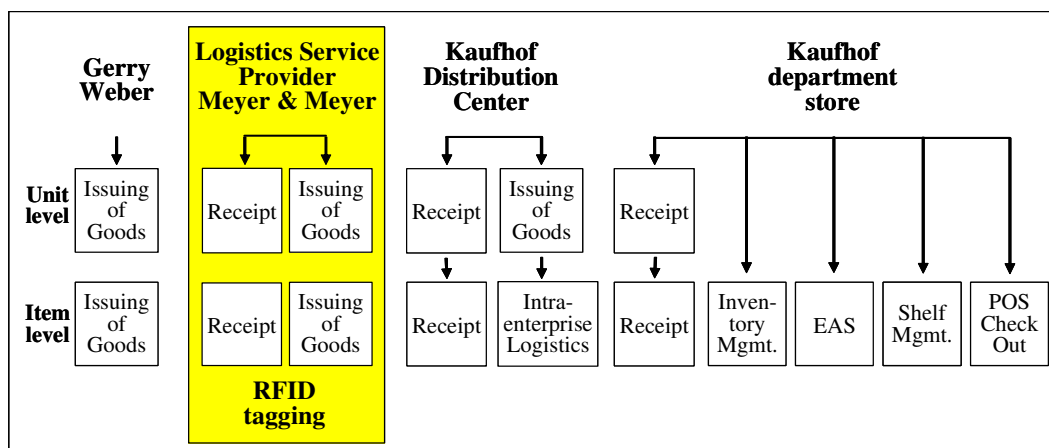 Gerry
Weber
Logistics Service
Provider
Meyer & Meyer
Kaufhof
Distribution
Center
Kaufhof
department
store
Unit
level
Issuing
of
Goods
Receipt
Issuing
of
Goods
Receipt
Issuing
of
Goods
Receipt
Item
level
Issuing
of
Goods
Receipt
Issuing
of
Goods
Receipt
Intra-
enterprise
Logistics
Receipt
Inven-
tory
Mgmt.
EAS
Shelf
Mgmt.
POS
Check
Out
RFID
tagging